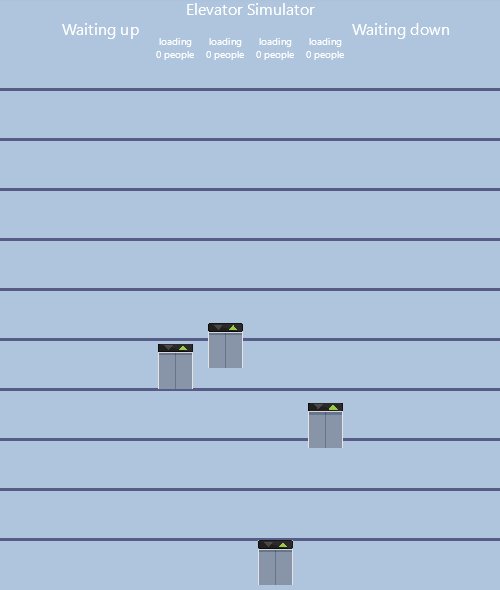 Elevator Simulator
Waiting up
Waiting down
loading loading loading loading
0 people 0 people 0 people 0 people